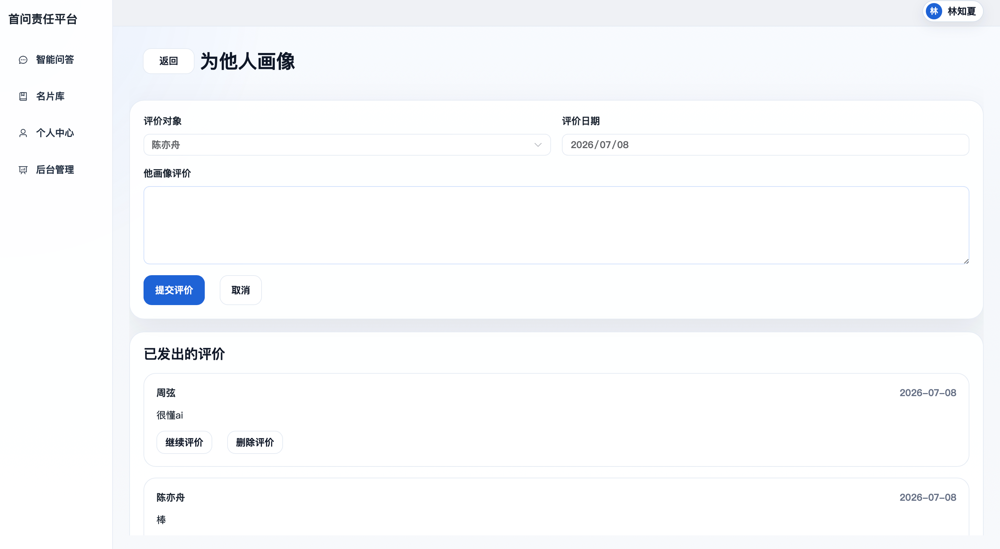 首问责任平台
林 林知夏
智能问答
名片库
个人中心
后台管理
返回 为他人画像
评价对象 评价日期
陈亦舟 2026/07/08
他画像评价
提交评价 取消
已发出的评价
周弦 2026-07-08
很懂ai
继续评价 删除评价
陈亦舟 2026-07-08
棒